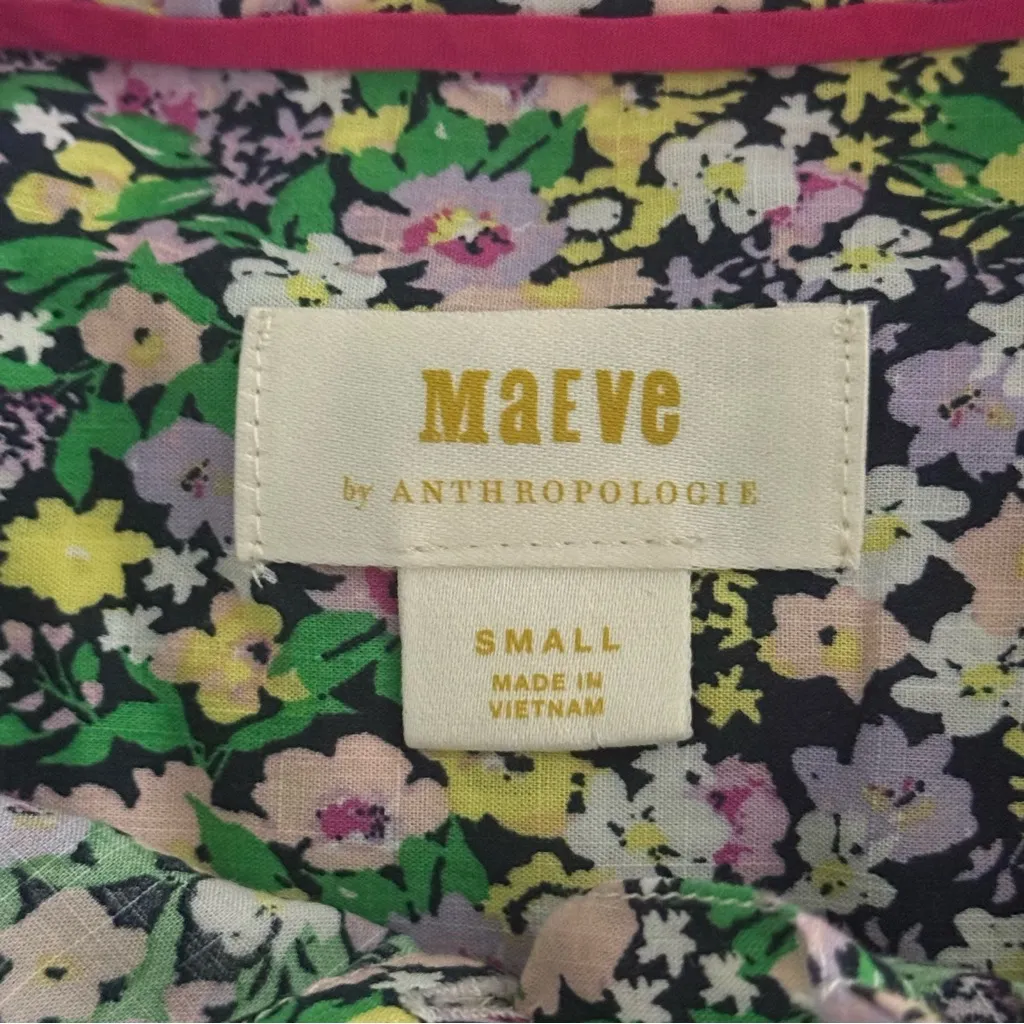 MaEVe
by ANTHROPOLOGIE
SMALL
MADE IN
VIETNAM